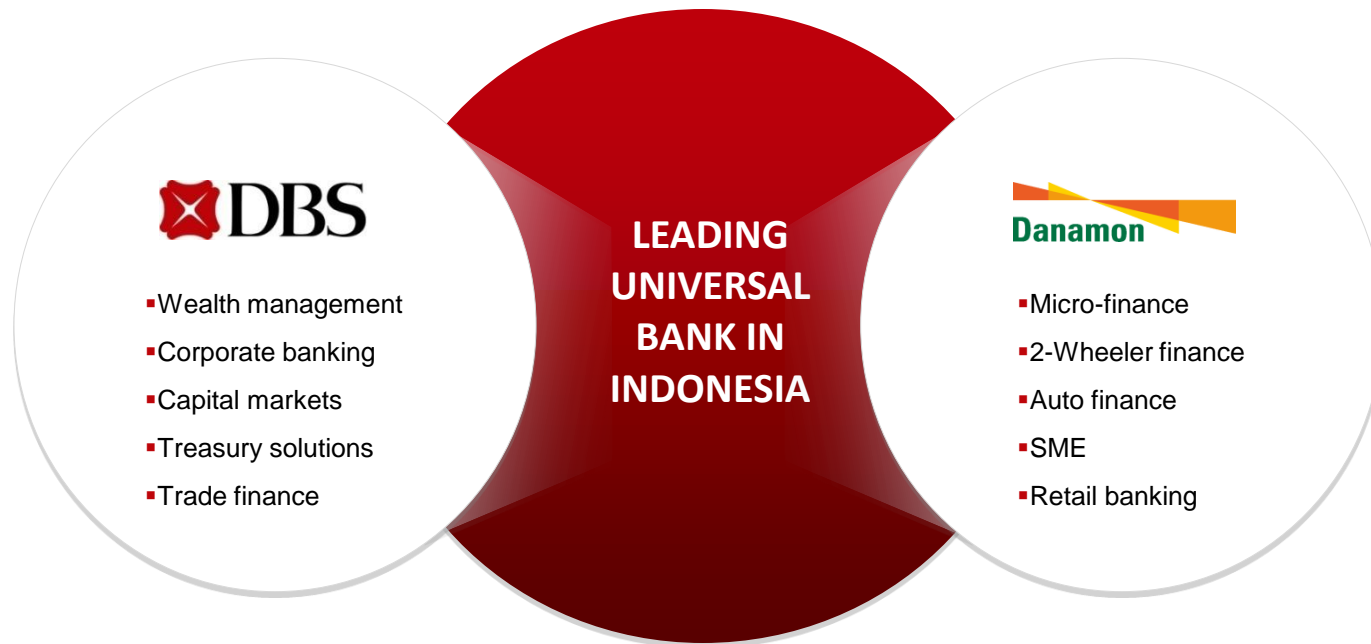 DBS
▪Wealth management
▪Corporate banking
▪Capital markets
▪Treasury solutions
▪Trade finance
LEADING
UNIVERSAL
BANK IN
INDONESIA
Danamon
▪Micro-finance
▪2-Wheeler finance
▪Auto finance
▪SME
▪Retail banking